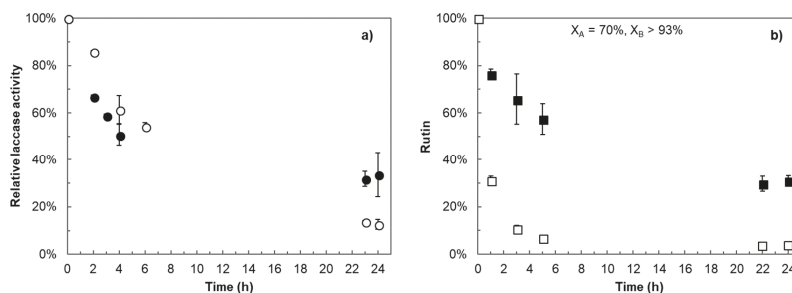 a)
100%
80%
60%
40%
20%
0%
Relative laccase activity
0 2 4 6 8 10 12 14 16 18 20 22 24
Time (h)
b)
X_A = 70%, X_B > 93%
100%
80%
60%
40%
20%
0%
Rutin
0 2 4 6 8 10 12 14 16 18 20 22 24
Time (h)